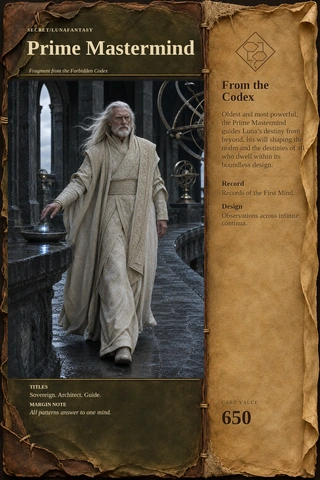 SECRET/LUNAFANTASY
Prime Mastermind
Fragment from the Forbidden Codex
From the
Codex
Oldest and most powerful,
the Prime Mastermind
guides Luna's destiny from
beyond, his will shaping the
realm and the destinies of all
who dwell within its
boundless design.
Record
Records of the First Mind.
Design
Observations across infinite
continua.
TITLES
Sovereign. Architect. Guide.
MARGIN NOTE
All patterns answer to one mind.
CARD VALUE
650